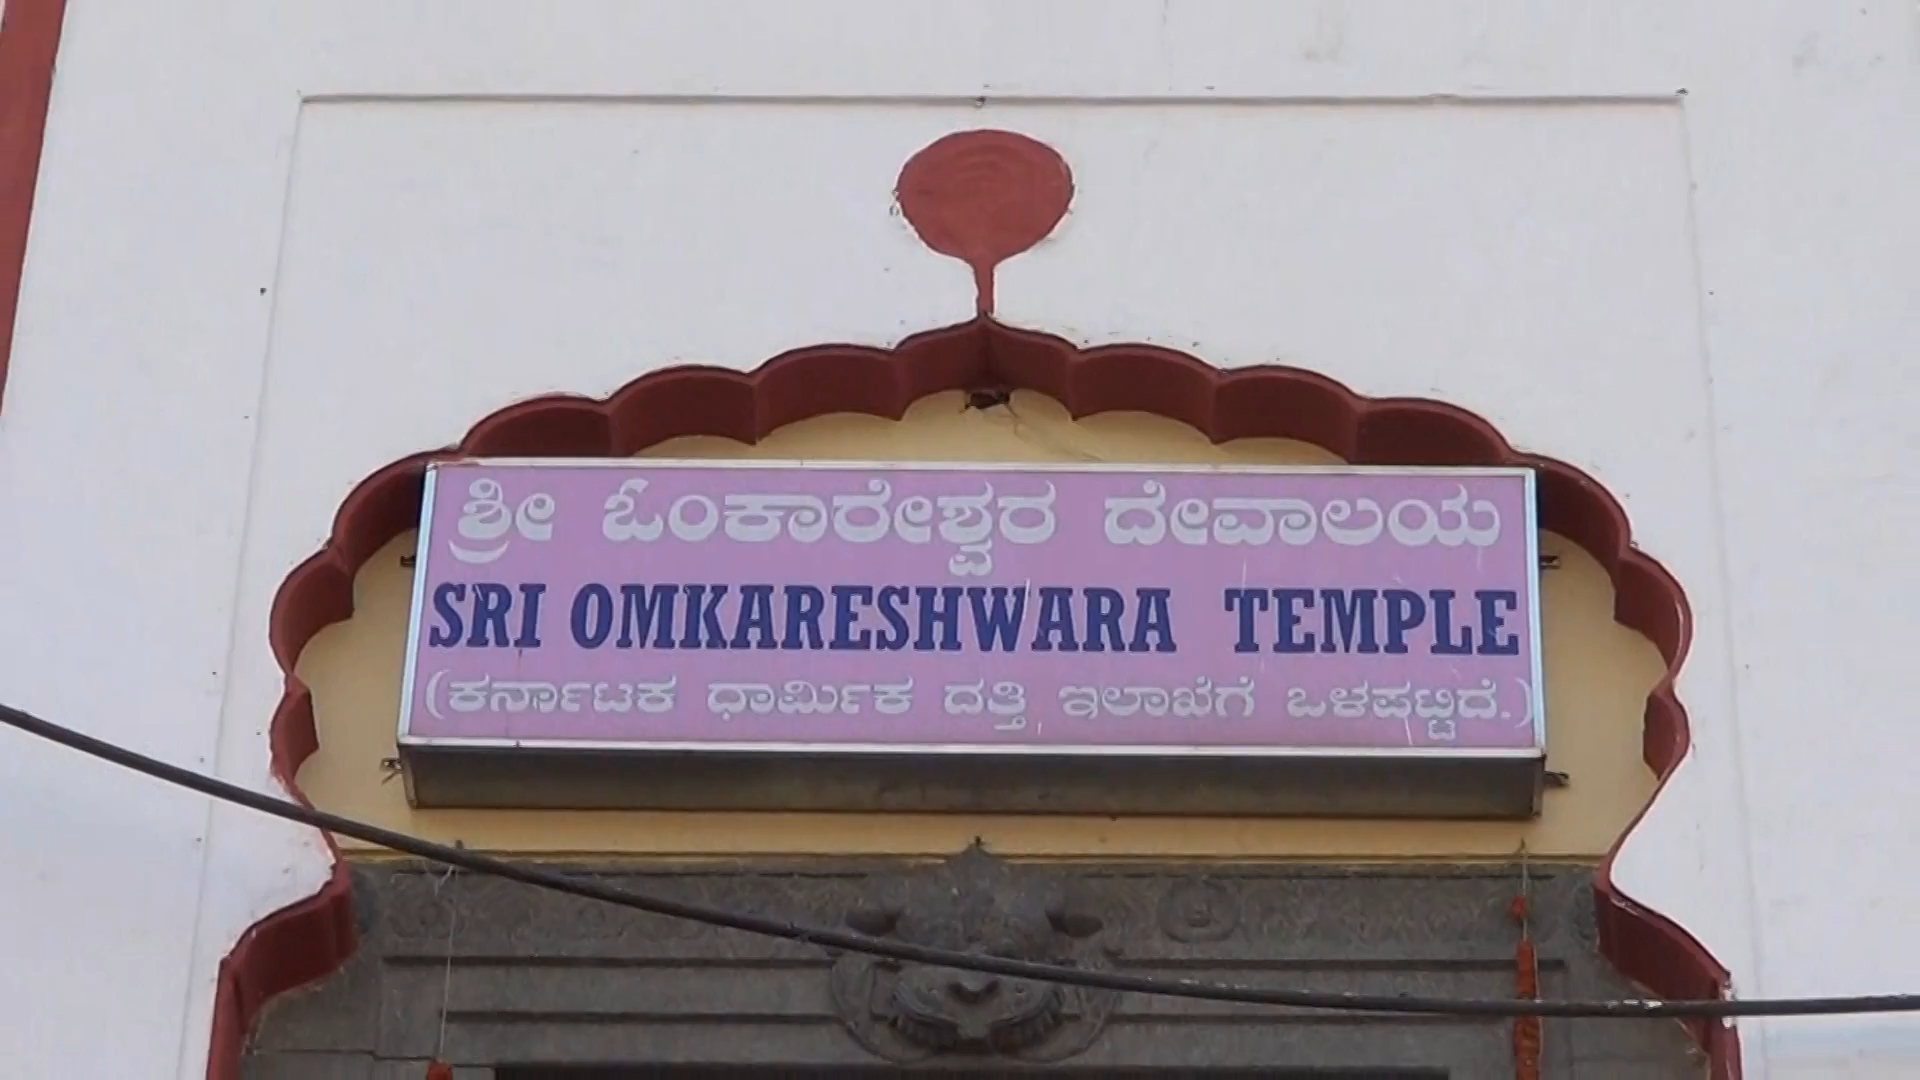 ಶ್ರೀ ಓಂಕಾರೇಶ್ವರ ದೇವಾಲಯ
SRI OMKARESHWARA TEMPLE
(ಕರ್ನಾಟಕ ಧಾರ್ಮಿಕ ದತ್ತಿ ಇಲಾಖೆಗೆ ಒಳಪಟ್ಟಿದೆ.)